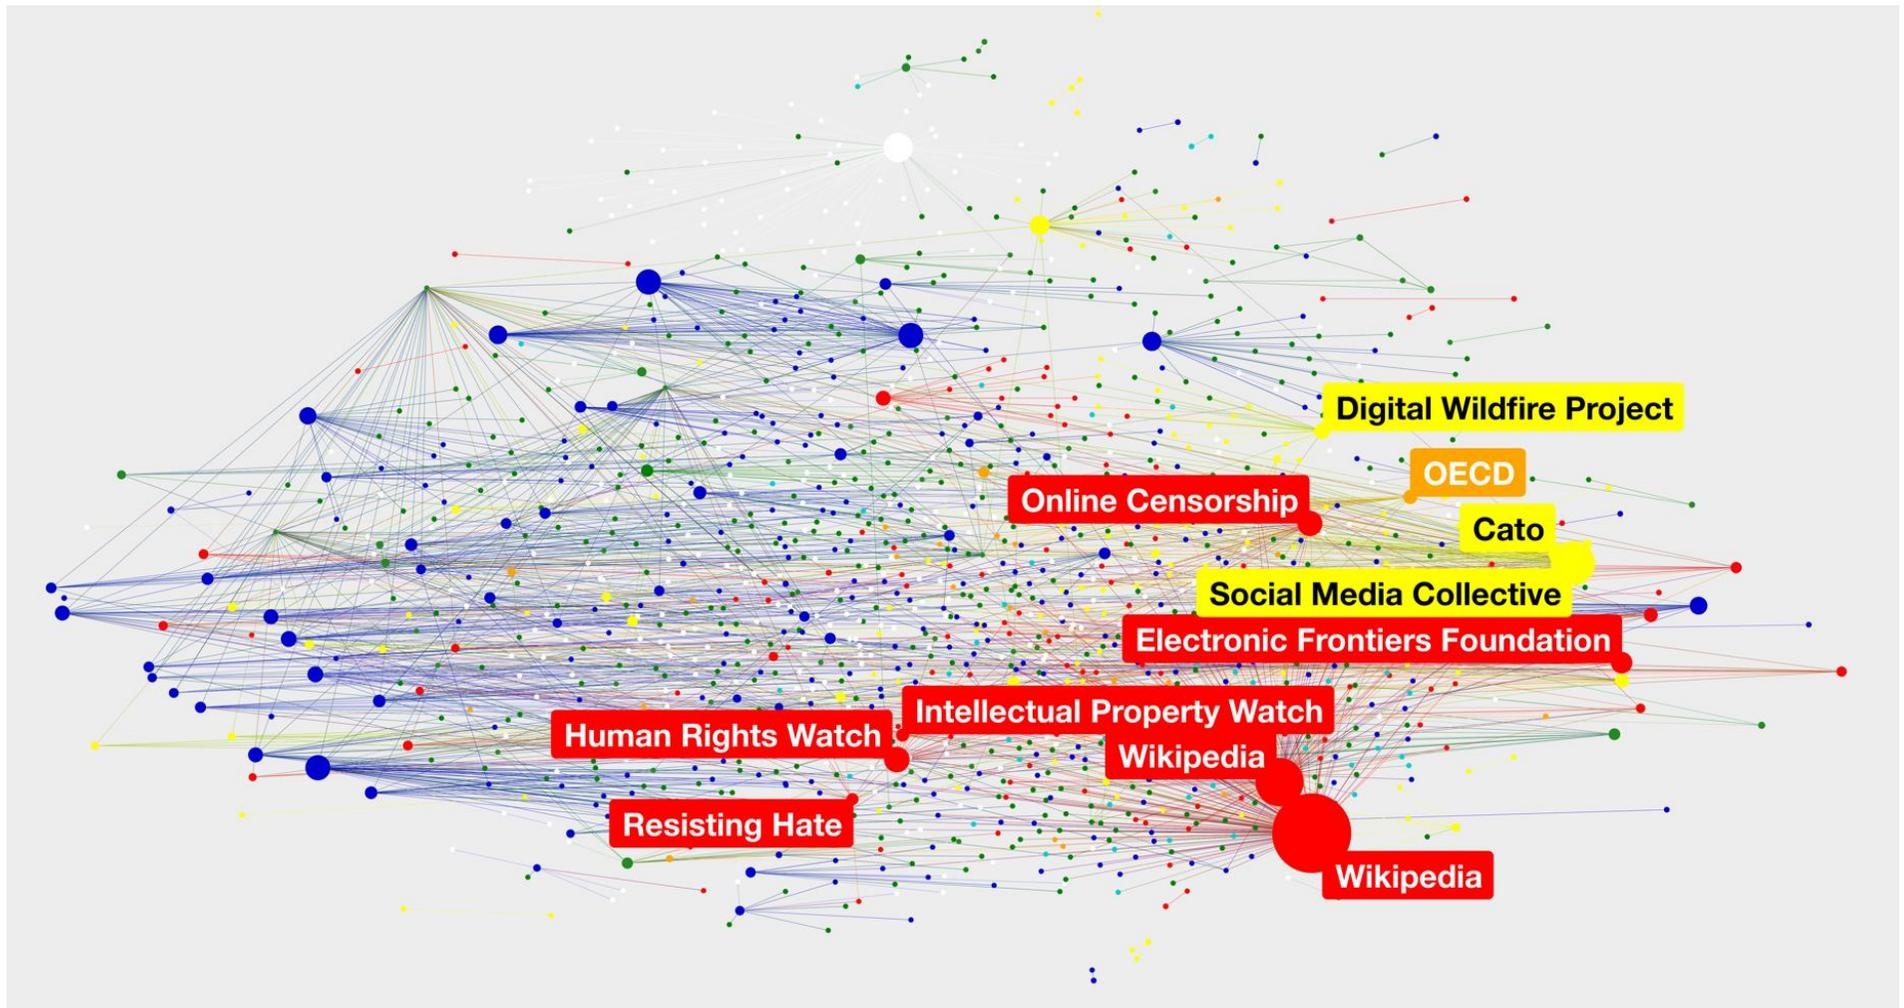 Digital Wildfire Project
OECD
Online Censorship
Cato
Social Media Collective
Electronic Frontiers Foundation
Intellectual Property Watch
Human Rights Watch
Wikipedia
Resisting Hate
Wikipedia